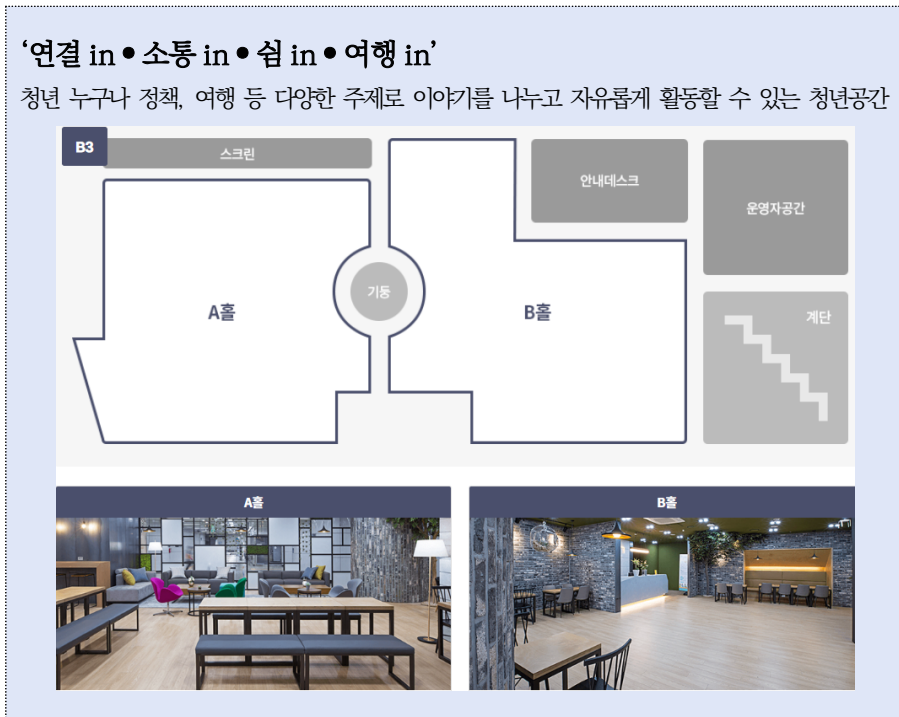 ‘연결 in • 소통 in • 쉼 in • 여행 in’
청년 누구나 정책, 여행 등 다양한 주제로 이야기를 나누고 자유롭게 활동할 수 있는 청년공간
B3
스크린
안내데스크
운영자공간
A홀
기둥
B홀
계단
A홀
B홀